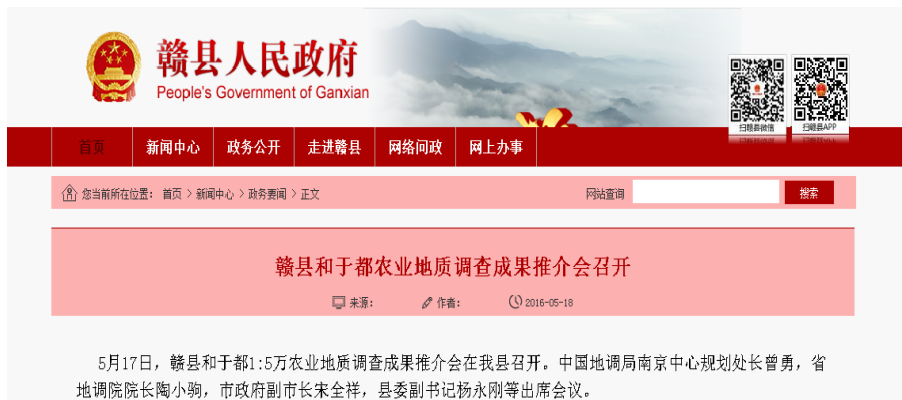 赣县人民政府
People's Government of Ganxian
扫赣县微信
扫赣县APP
首页 新闻中心 政务公开 走进赣县 网络问政 网上办事
您当前所在位置： 首页 > 新闻中心 > 政务要闻 > 正文
网站查询
搜索
赣县和于都农业地质调查成果推介会召开
来源： 作者： 2016-05-18
5月17日，赣县和于都1:5万农业地质调查成果推介会在我县召开。中国地调局南京中心规划处长曾勇，省
地调院院长陶小驹，市政府副市长宋全祥，县委副书记杨永刚等出席会议。